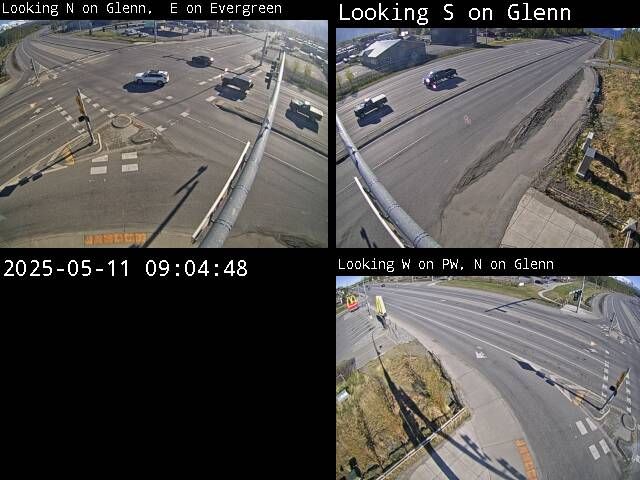 Looking N on Glenn, E on Evergreen
Looking S on Glenn
2025-05-11 09:04:48
Looking W on PW, N on Glenn